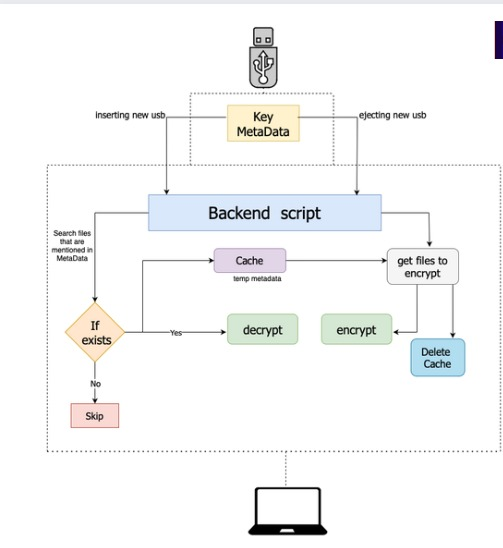 inserting new usb
Key
MetaData
ejecting new usb
Backend script
Search files
that are
mentioned in
MetaData
Cache
temp metadata
get files to
encrypt
If
exists
Yes
decrypt
encrypt
Delete
Cache
No
Skip